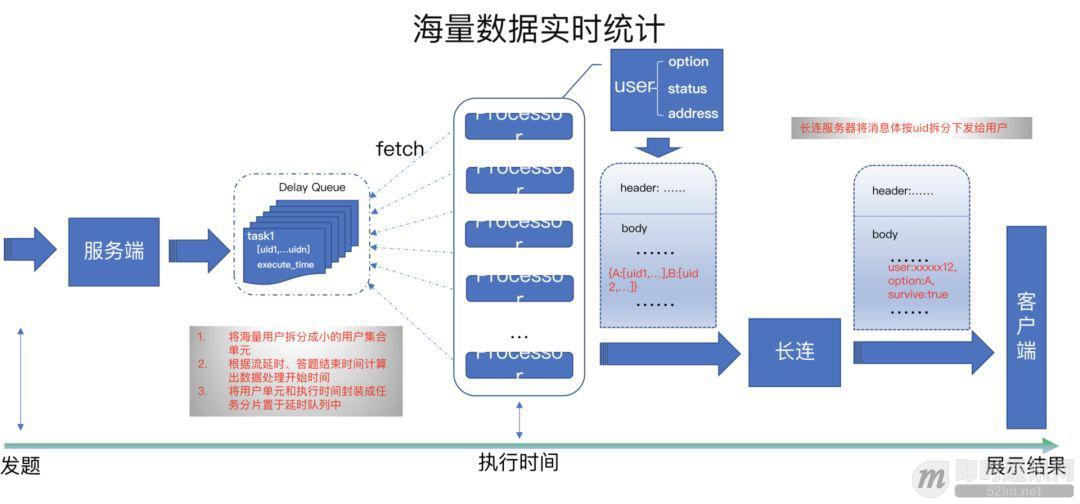 海量数据实时统计
user
option
status
address
长连服务器将消息体按uid拆分下发给用户
Processor
fetch
Processor
Delay Queue
header: ……
header:……
task1
[uid1,…uidn]
execute_time
服务端
Processor
body
body
……
……
Processor
{A:[uid1,…],B:[uid
2,…]}
user:xxxxx12,
option:A,
survive:true
……
……
1. 将海量用户拆分成小的用户集合
单元
2. 根据流延时、答题结束时间计算
出数据处理开始时间
3. 将用户单元和执行时间封装成任
务分片置于延时队列中
Processor
…
Processor
长连
客户端
发题
执行时间
展示结果
即时通讯网
52im.net